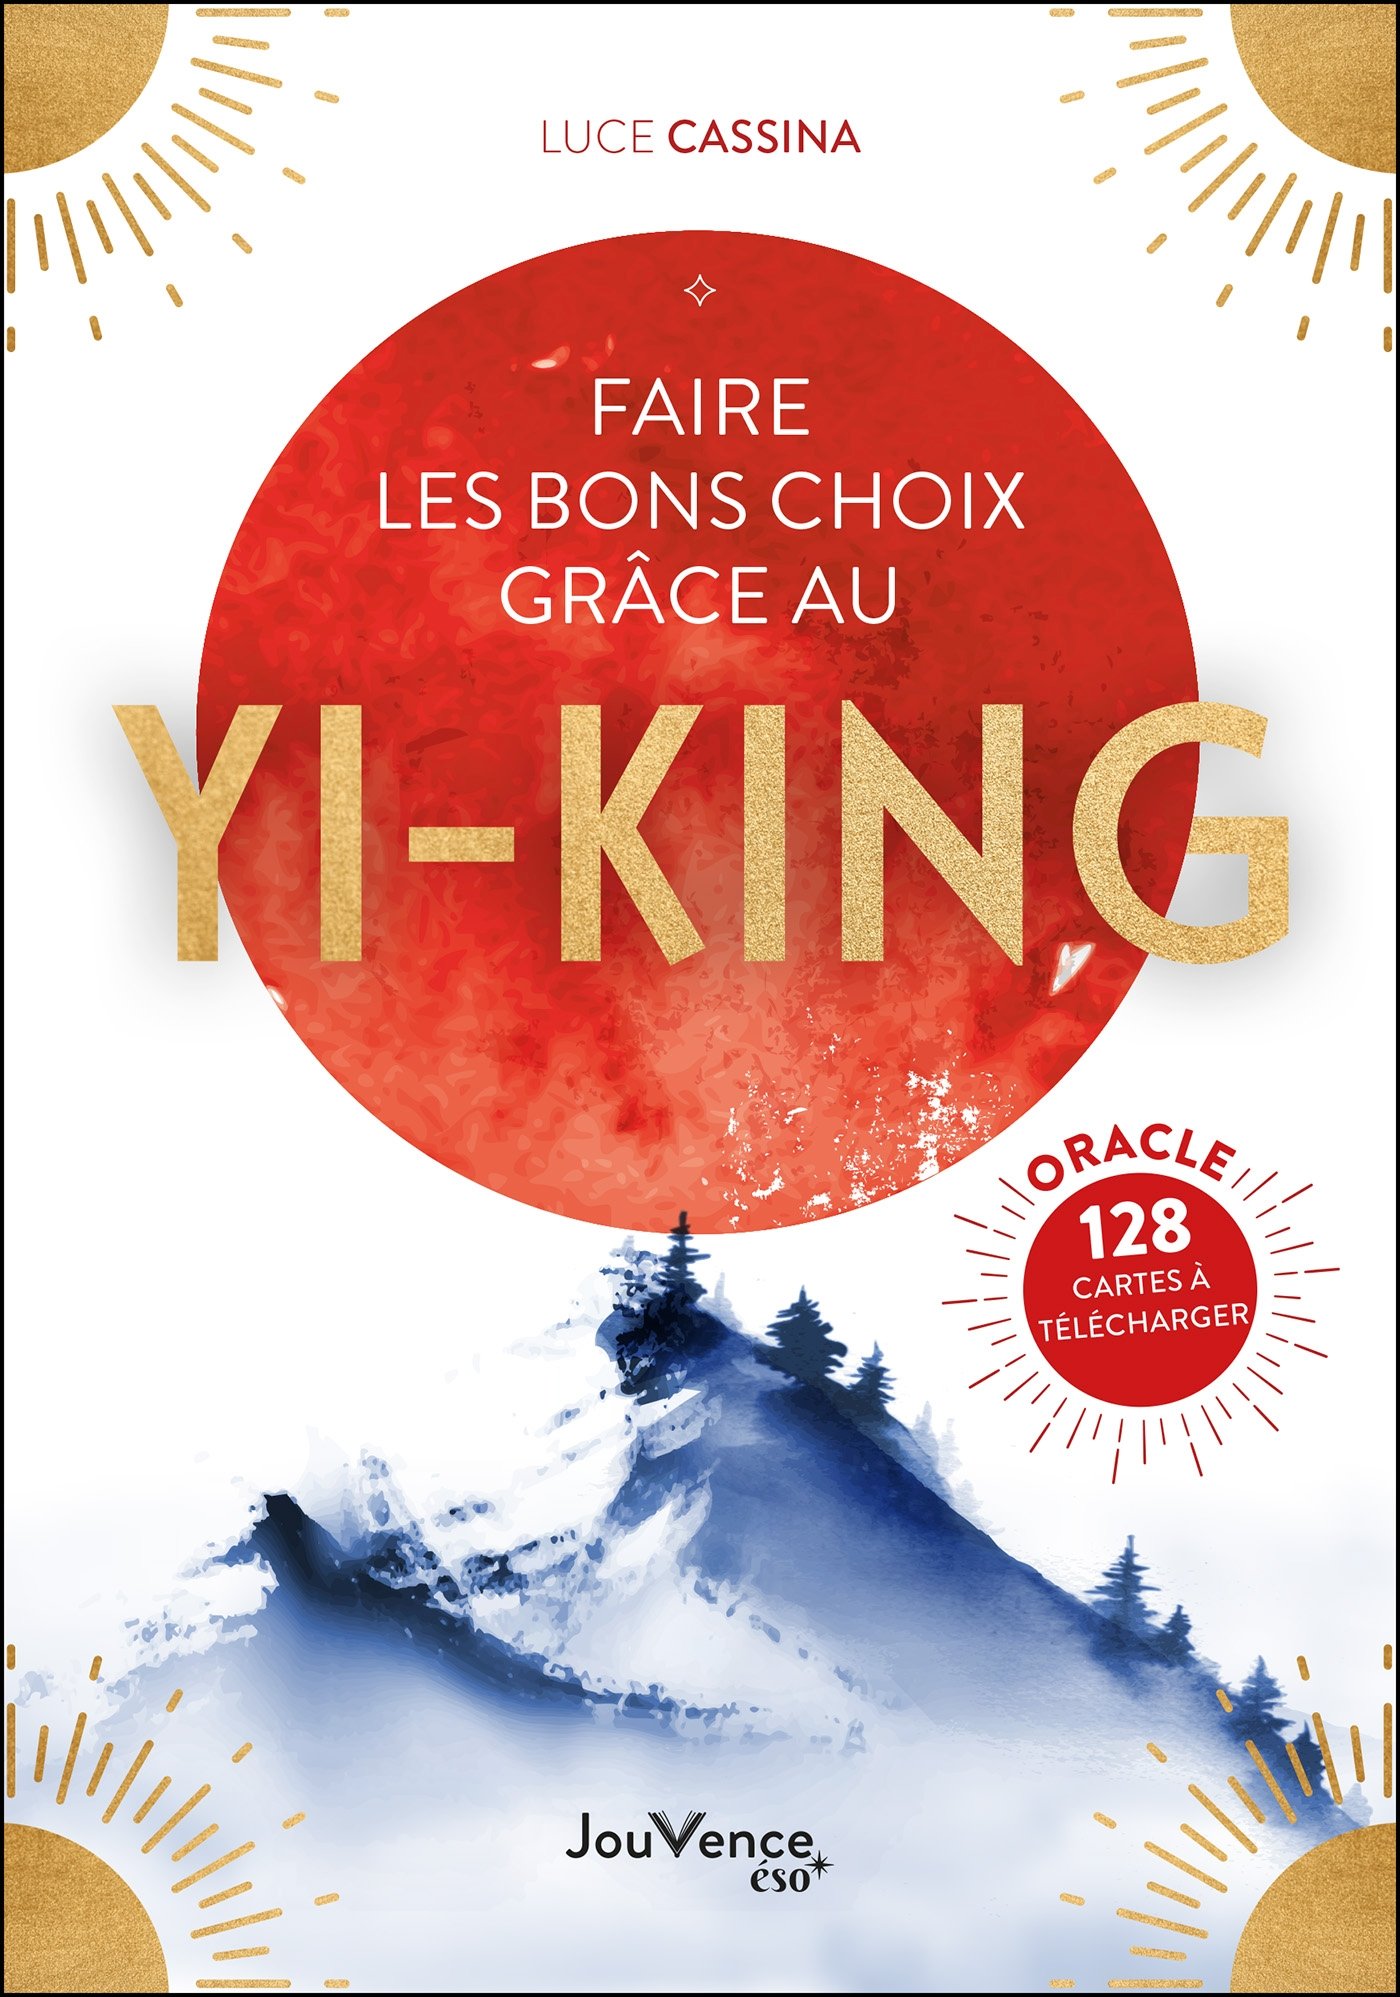 LUCE CASSINA
FAIRE
LES BONS CHOIX
GRÂCE AU
YI-KING
ORACLE
128
CARTES À
TÉLÉCHARGER
JouVence
éso